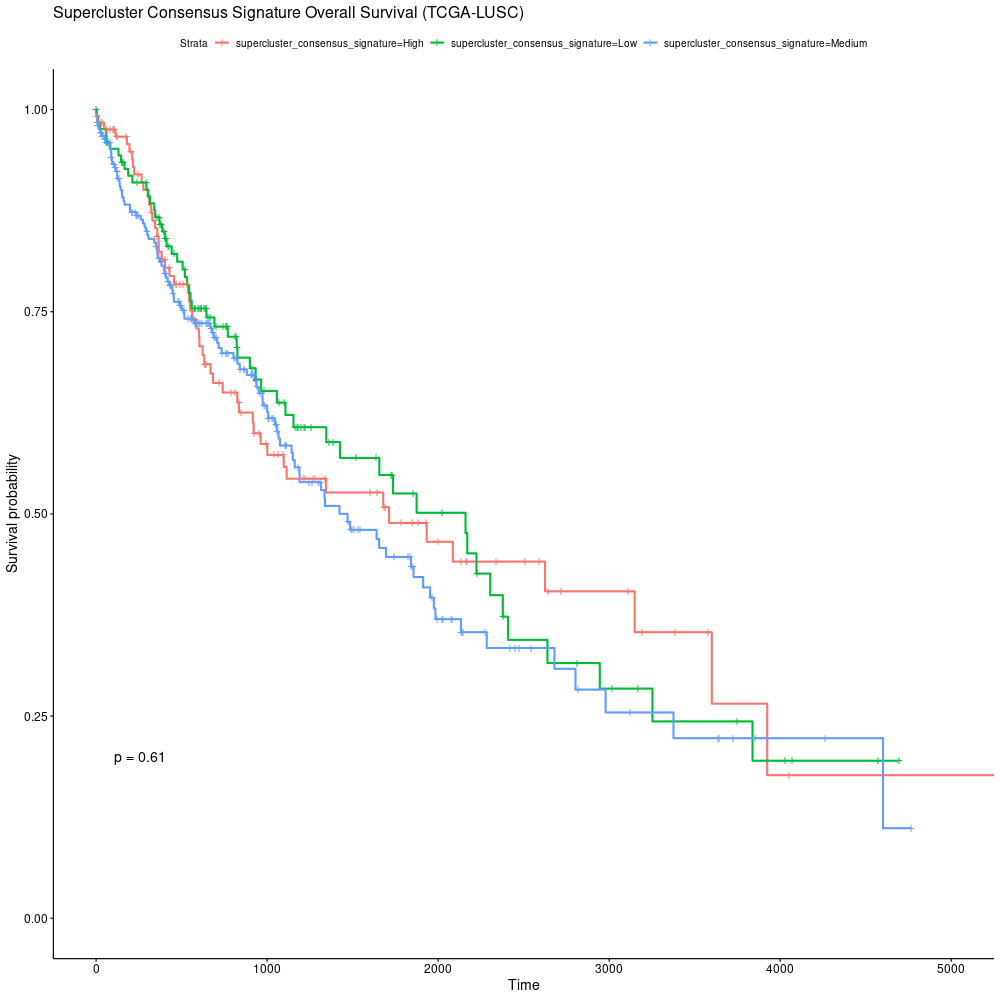 Supercluster Consensus Signature Overall Survival (TCGA-LUSC)
Strata supercluster_consensus_signature=High supercluster_consensus_signature=Low supercluster_consensus_signature=Medium
1.00
0.75
0.50
0.25
0.00
Survival probability
p = 0.61
0 1000 2000 3000 4000 5000
Time